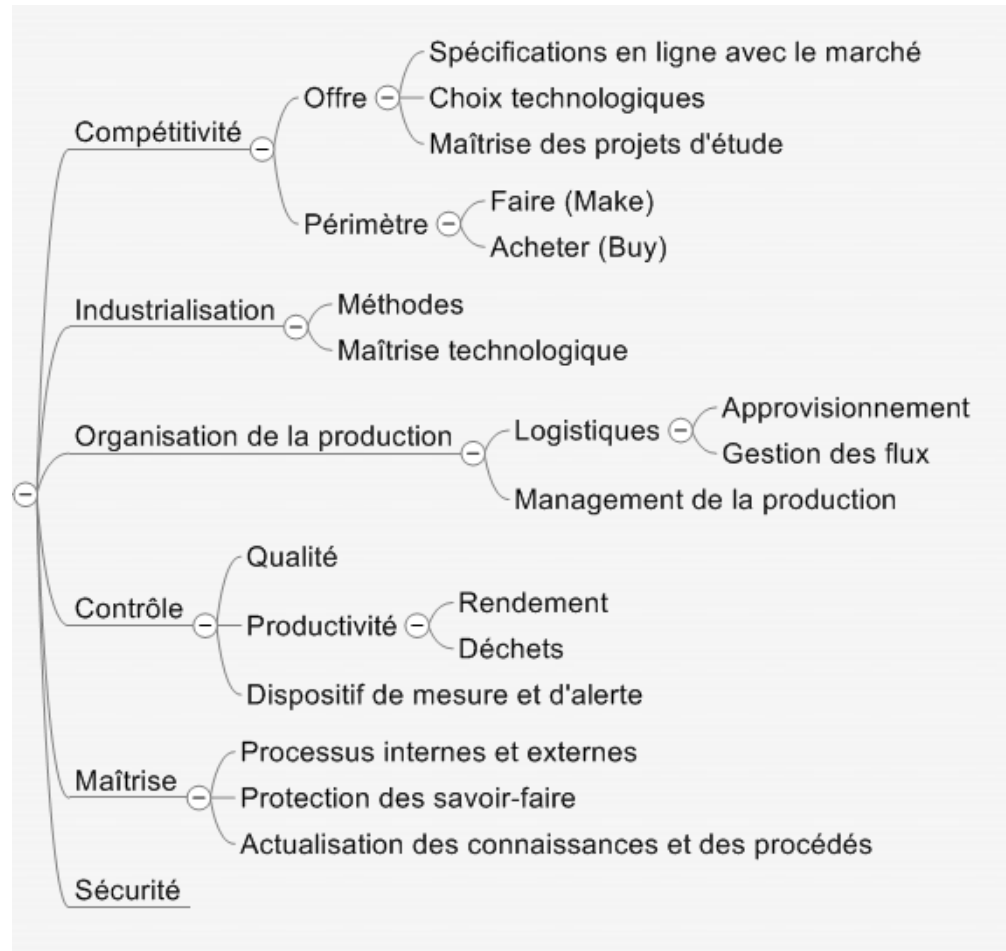 Compétitivité
Offre
Spécifications en ligne avec le marché
Choix technologiques
Maîtrise des projets d'étude
Périmètre
Faire (Make)
Acheter (Buy)
Industrialisation
Méthodes
Maîtrise technologique
Organisation de la production
Logistiques
Approvisionnement
Gestion des flux
Management de la production
Contrôle
Qualité
Productivité
Rendement
Déchets
Dispositif de mesure et d'alerte
Maîtrise
Processus internes et externes
Protection des savoir-faire
Actualisation des connaissances et des procédés
Sécurité